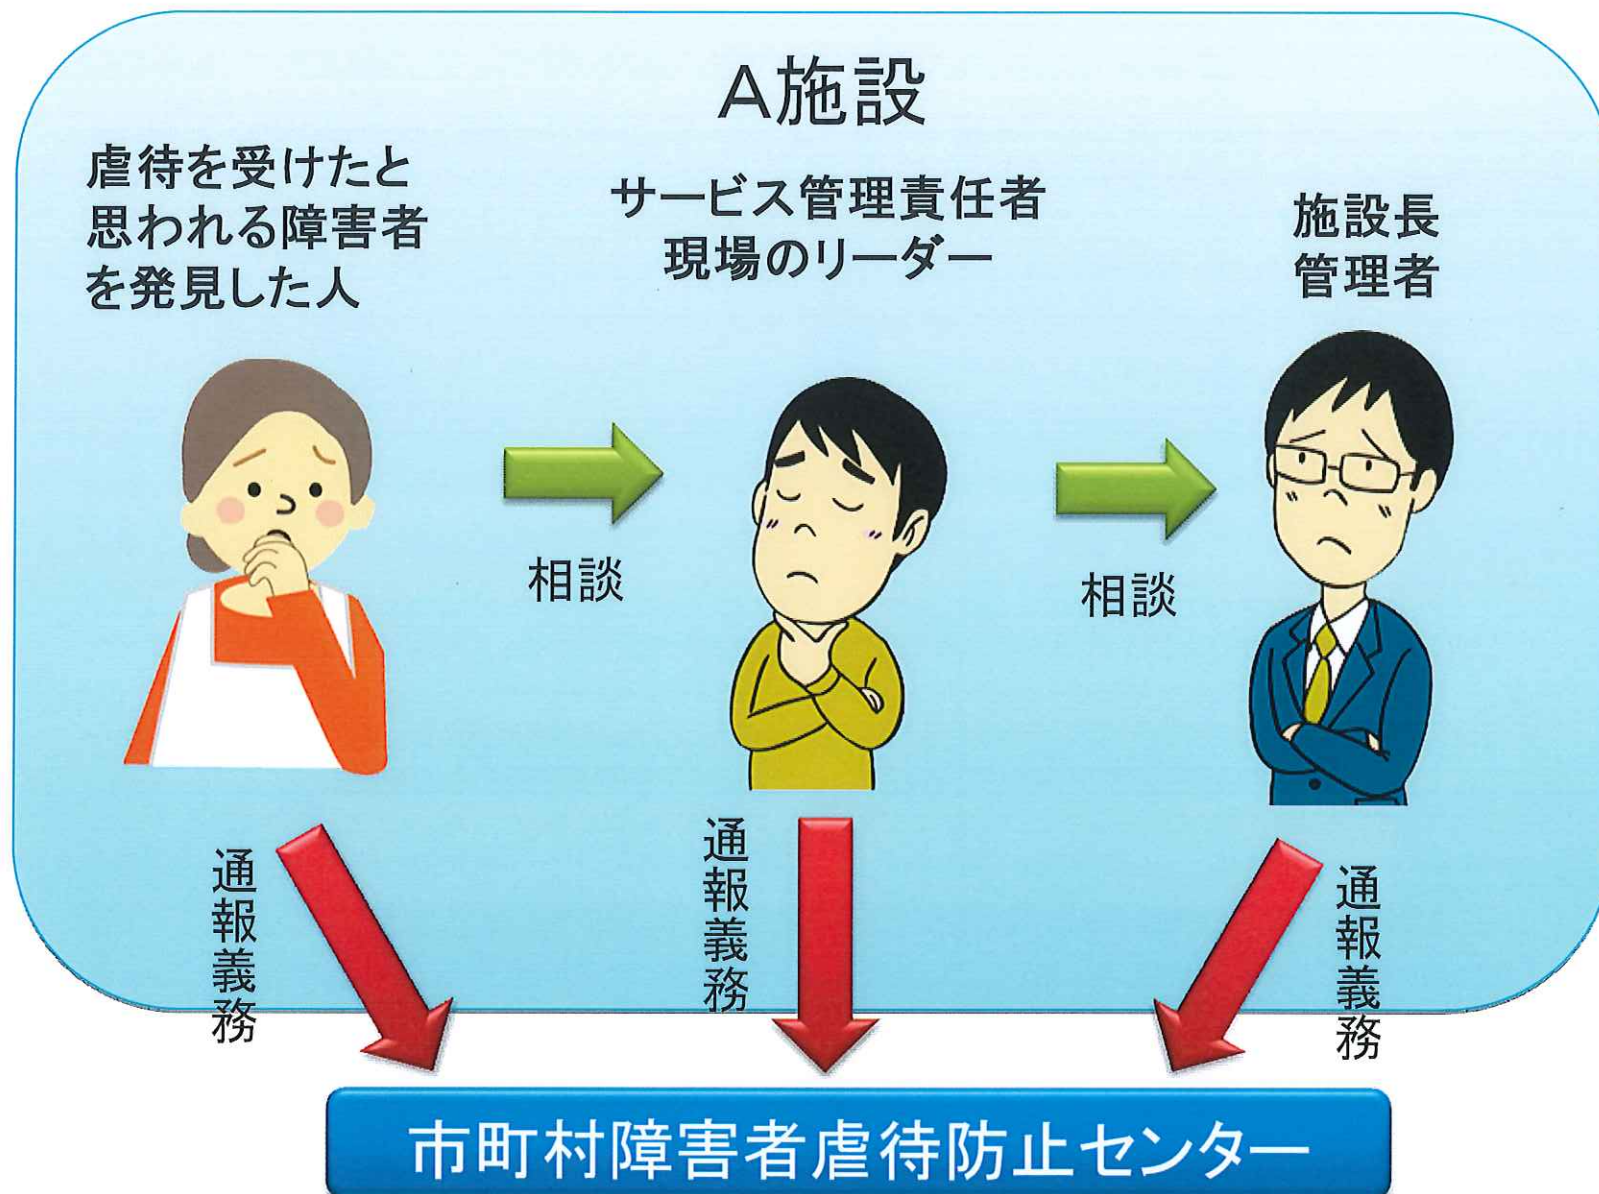 A施設
虐待を受けたと
思われる障害者
を発見した人
サービス管理責任者
現場のリーダー
施設長
管理者
相談
相談
通報義務
通報義務
通報義務
市町村障害者虐待防止センター